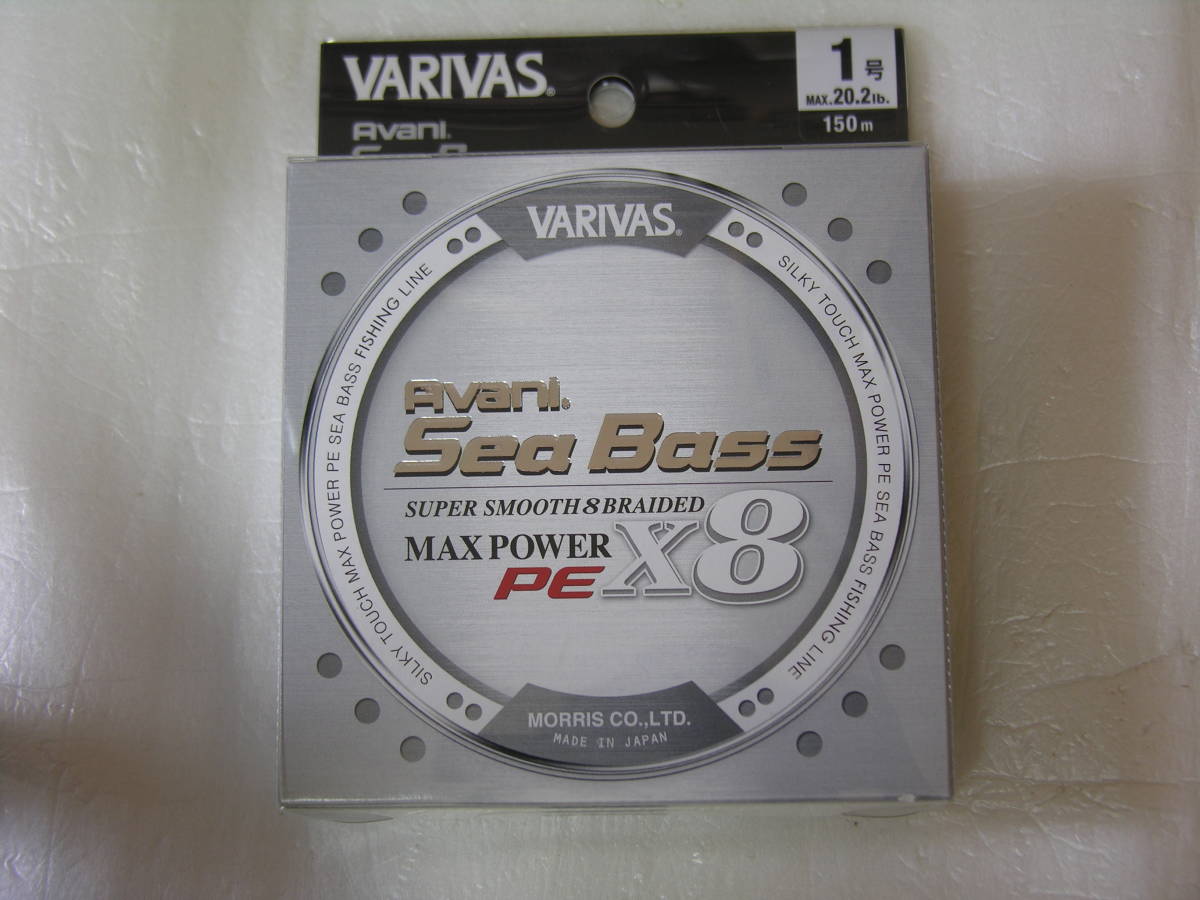 VARIVAS®
1号
MAX.20.2lb.
150m
Avani®
VARIVAS®
SILKY TOUCH MAX POWER PE SEA BASS FISHING LINE
SILKY TOUCH MAX POWER PE SEA BASS FISHING LINE
Avani®
Sea Bass
SUPER SMOOTH 8 BRAIDED
MAX POWER
PE X8
MORRIS CO.,LTD.
MADE IN JAPAN